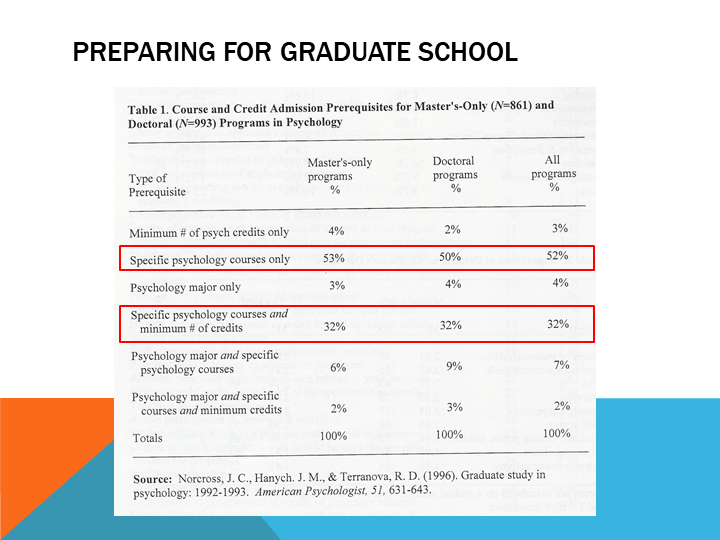 PREPARING FOR GRADUATE SCHOOL
Table 1. Course and Credit Admission Prerequisites for Master's-Only (N=861) and
Doctoral (N=993) Programs in Psychology
Type of
Prerequisite
Master's-only
programs
%
Doctoral
programs
%
All
programs
%
Minimum # of psych credits only 4% 2% 3%
Specific psychology courses only 53% 50% 52%
Psychology major only 3% 4% 4%
Specific psychology courses and
minimum # of credits 32% 32% 32%
Psychology major and specific
psychology courses 6% 9% 7%
Psychology major and specific
courses and minimum credits 2% 3% 2%
Totals 100% 100% 100%
Source: Norcross, J. C., Hanych. J. M., & Terranova, R. D. (1996). Graduate study in
psychology: 1992-1993. American Psychologist, 51, 631-643.